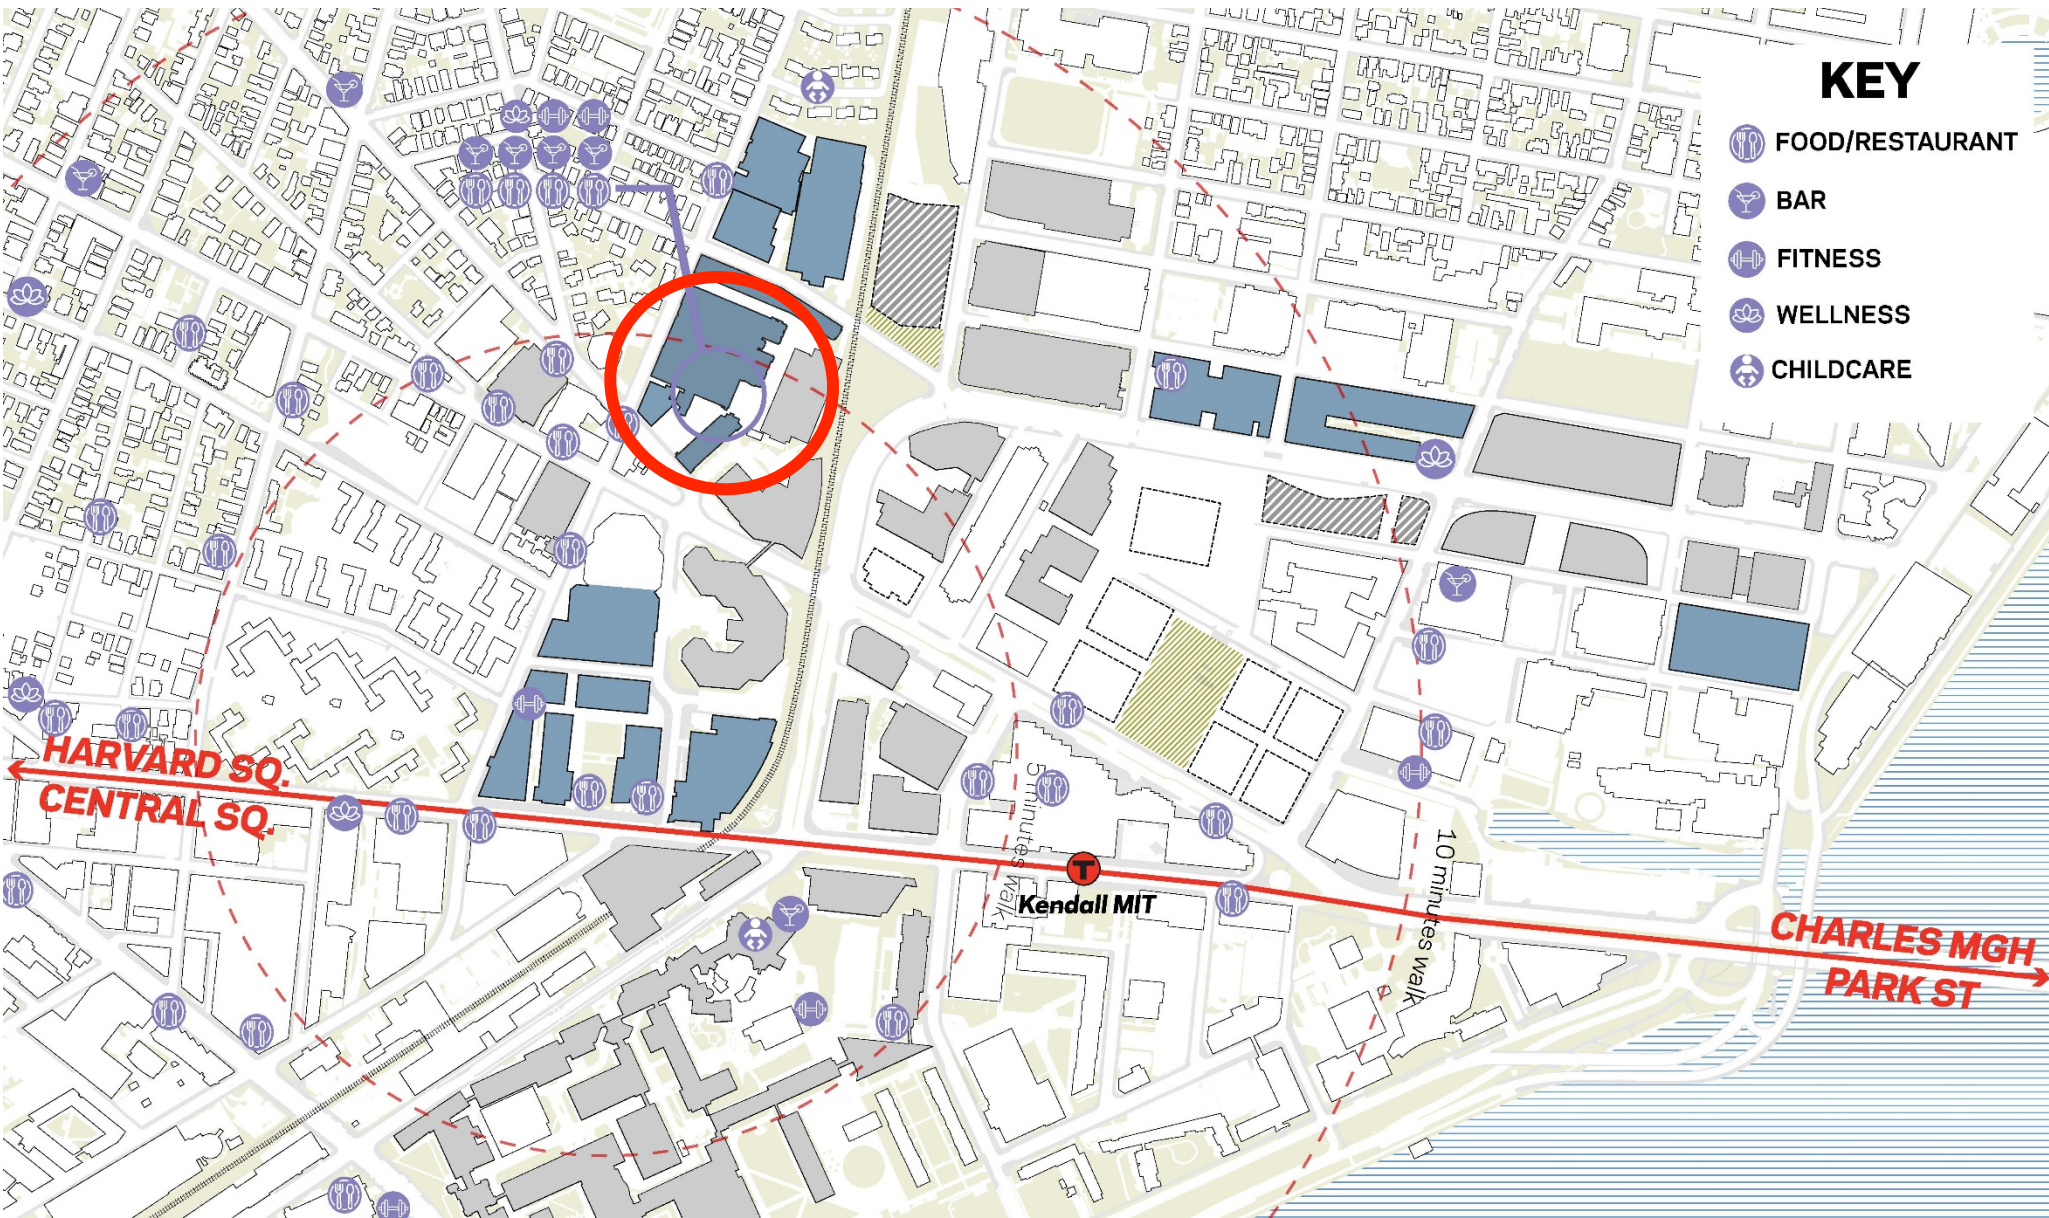 KEY
FOOD/RESTAURANT
BAR
FITNESS
WELLNESS
CHILDCARE
HARVARD SQ.
CENTRAL SQ.
5 minutes walk
10 minutes walk
T
Kendall MIT
CHARLES MGH
PARK ST